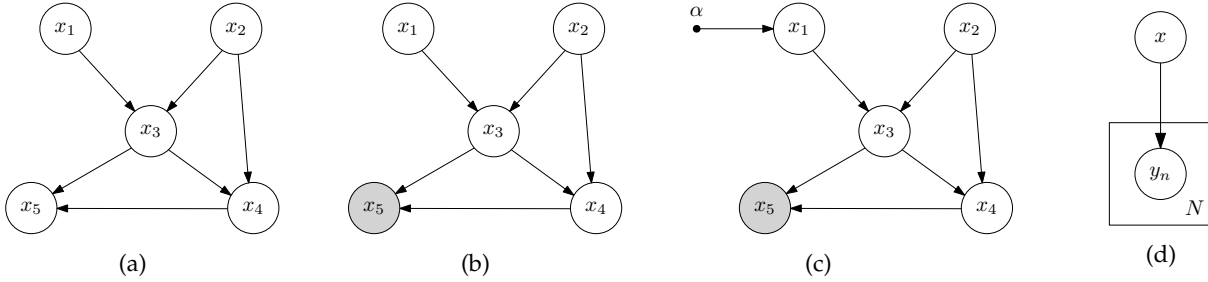 x₁ x₂
x₃
x₅ x₄
(a)
x₁ x₂
x₃
x₅ x₄
(b)
α
x₁ x₂
x₃
x₅ x₄
(c)
x
yₙ
N
(d)